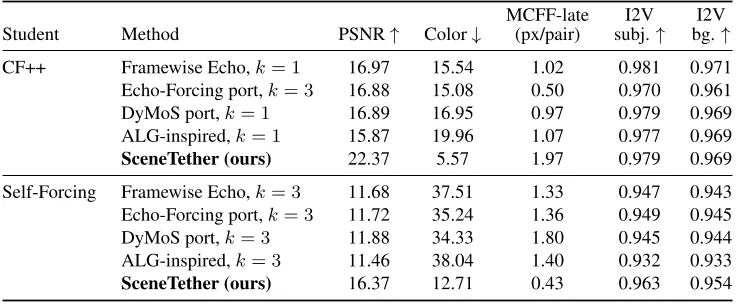 MCFF-late I2V I2V
Student Method PSNR ↑ Color ↓ (px/pair) subj. ↑ bg. ↑
CF++ Framewise Echo, k = 1 16.97 15.54 1.02 0.981 0.971
Echo-Forcing port, k = 3 16.88 15.08 0.50 0.970 0.961
DyMoS port, k = 1 16.89 16.95 0.97 0.979 0.969
ALG-inspired, k = 1 15.87 19.96 1.07 0.977 0.969
SceneTether (ours) 22.37 5.57 1.97 0.979 0.969
Self-Forcing Framewise Echo, k = 3 11.68 37.51 1.33 0.947 0.943
Echo-Forcing port, k = 3 11.72 35.24 1.36 0.949 0.945
DyMoS port, k = 3 11.88 34.33 1.80 0.945 0.944
ALG-inspired, k = 3 11.46 38.04 1.40 0.932 0.933
SceneTether (ours) 16.37 12.71 0.43 0.963 0.954